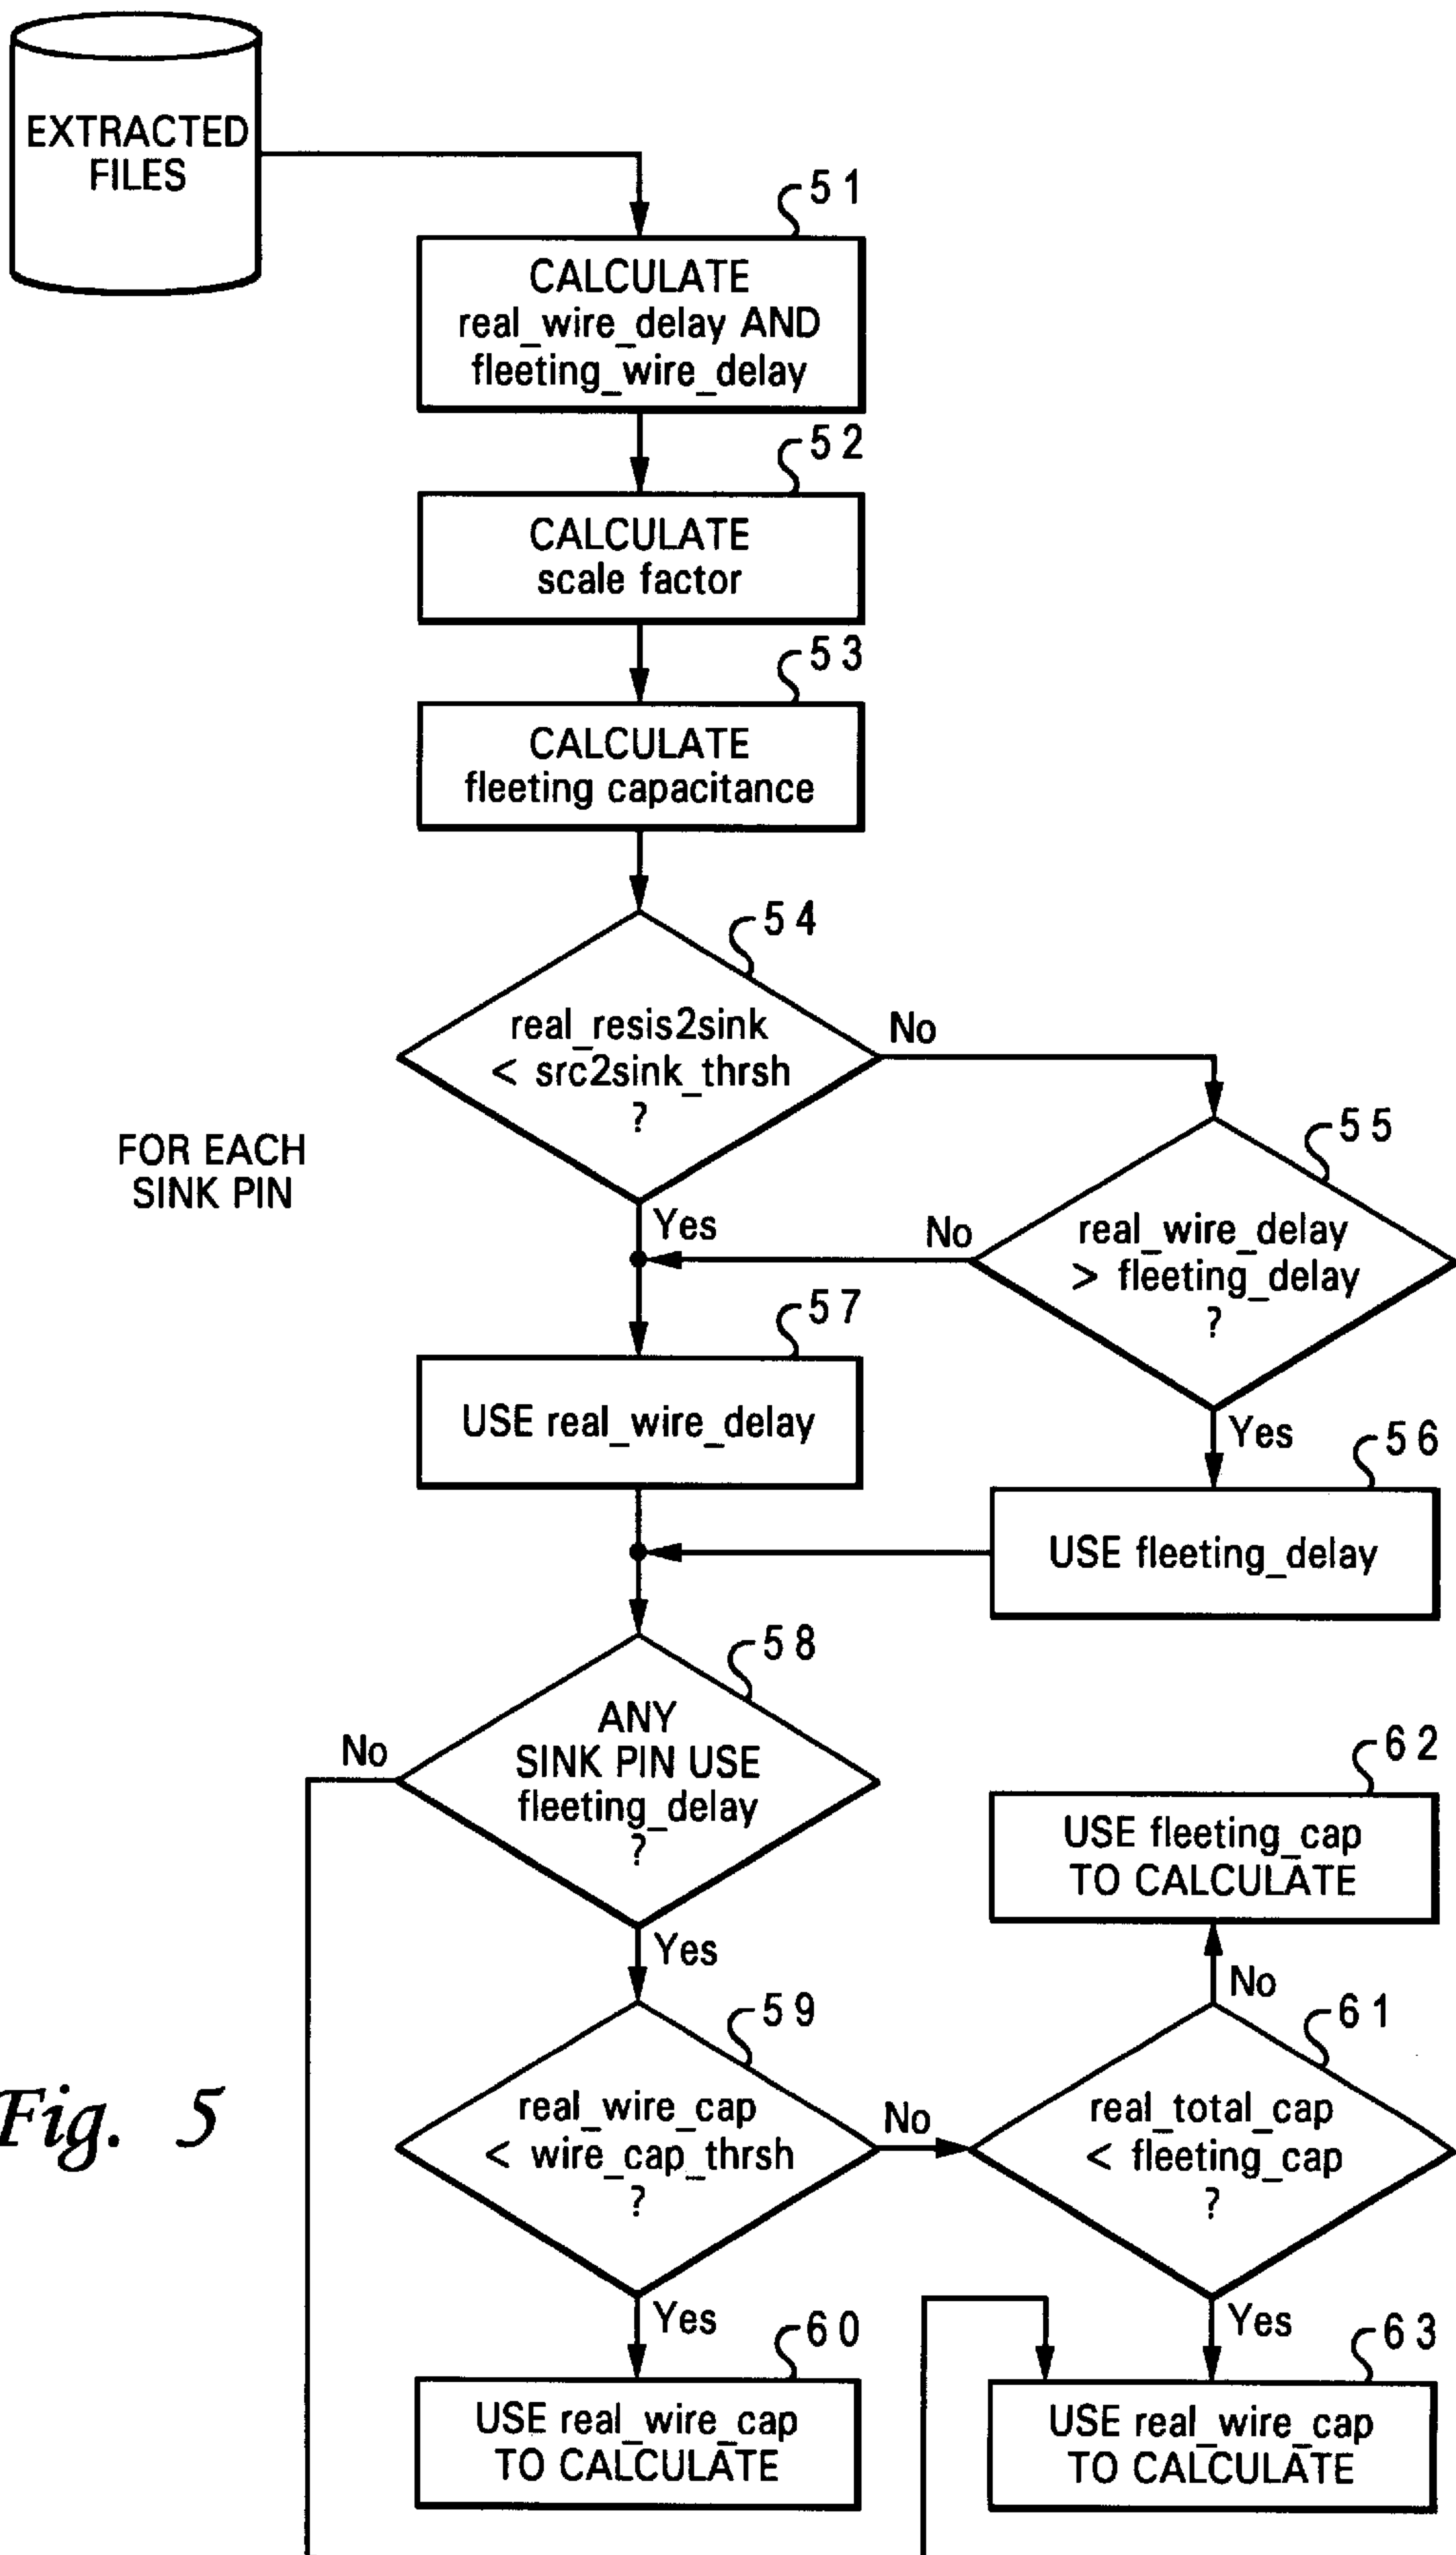 EXTRACTED
FILES
51
CALCULATE
real_wire_delay AND
fleeting_wire_delay
52
CALCULATE
scale factor
53
CALCULATE
fleeting capacitance
54
real_resis2sink
< src2sink_thrsh
?
No
Yes
FOR EACH
SINK PIN
55
real_wire_delay
> fleeting_delay
?
No
Yes
57
USE real_wire_delay
56
USE fleeting_delay
58
ANY
SINK PIN USE
fleeting_delay
?
No
Yes
62
USE fleeting_cap
TO CALCULATE
59
real_wire_cap
< wire_cap_thrsh
?
No
Yes
61
real_total_cap
< fleeting_cap
?
No
Yes
60
USE real_wire_cap
TO CALCULATE
63
USE real_wire_cap
TO CALCULATE
Fig. 5